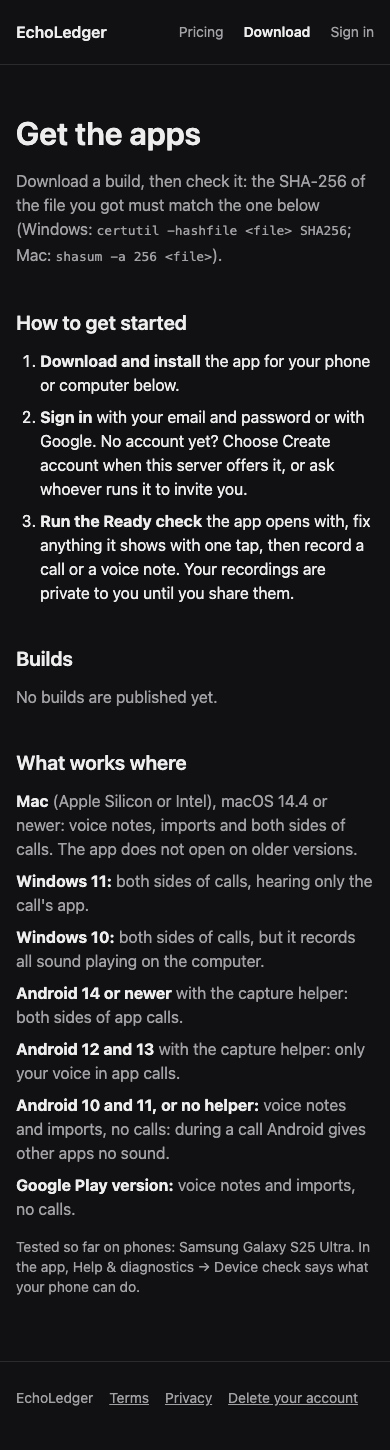 EchoLedger
Pricing
Download
Sign in
Get the apps
Download a build, then check it: the SHA-256 of
the file you got must match the one below
(Windows: certutil -hashfile <file> SHA256;
Mac: shasum -a 256 <file>).
How to get started
1. Download and install the app for your phone
or computer below.
2. Sign in with your email and password or with
Google. No account yet? Choose Create
account when this server offers it, or ask
whoever runs it to invite you.
3. Run the Ready check the app opens with, fix
anything it shows with one tap, then record a
call or a voice note. Your recordings are
private to you until you share them.
Builds
No builds are published yet.
What works where
Mac (Apple Silicon or Intel), macOS 14.4 or
newer: voice notes, imports and both sides of
calls. The app does not open on older versions.
Windows 11: both sides of calls, hearing only the
call's app.
Windows 10: both sides of calls, but it records
all sound playing on the computer.
Android 14 or newer with the capture helper:
both sides of app calls.
Android 12 and 13 with the capture helper: only
your voice in app calls.
Android 10 and 11, or no helper: voice notes
and imports, no calls: during a call Android gives
other apps no sound.
Google Play version: voice notes and imports,
no calls.
Tested so far on phones: Samsung Galaxy S25 Ultra. In
the app, Help & diagnostics → Device check says what
your phone can do.
EchoLedger
Terms
Privacy
Delete your account